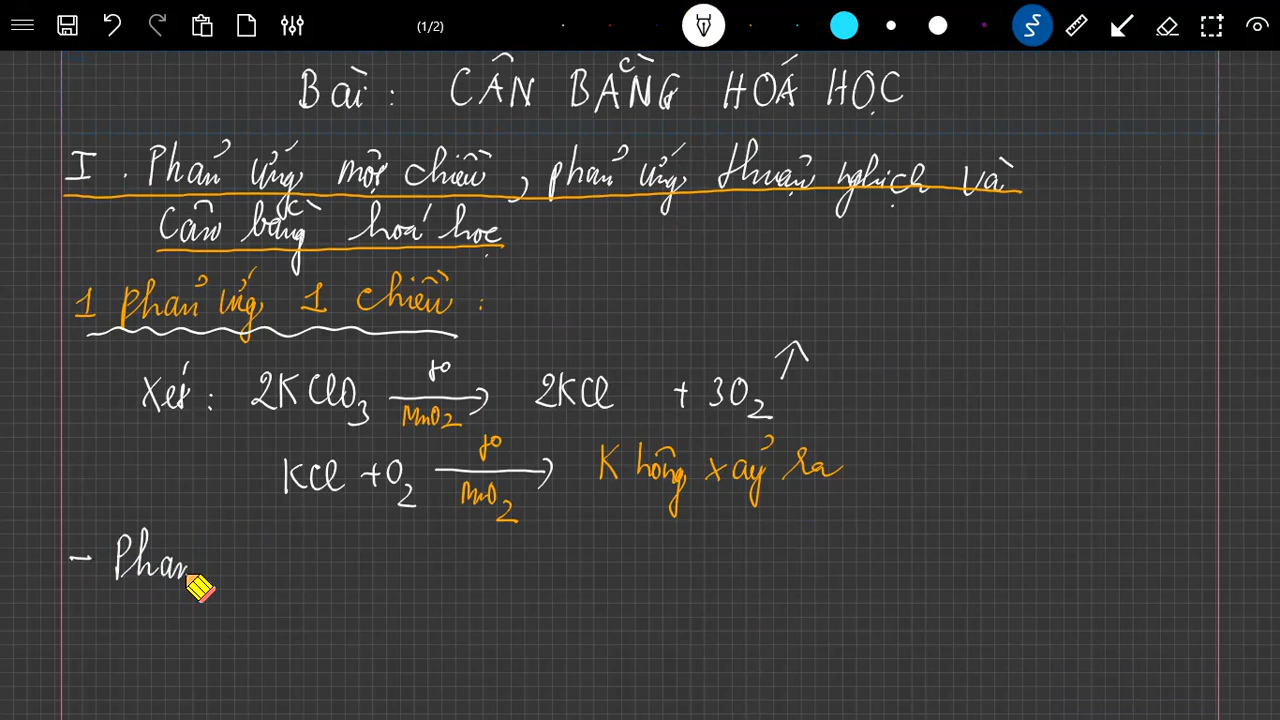 (1/2)
Bài : CÂN BẰNG HOÁ HỌC
I . Phản ứng một chiều , phản ứng thuận nghịch và
Cân bằng hoá học
1 phản ứng 1 chiều :
Xét : 2KClO3 t° MnO2 → 2KCl + 3O2 ↑
KCl + O2 t° MnO2 → Không xảy ra
- Phan